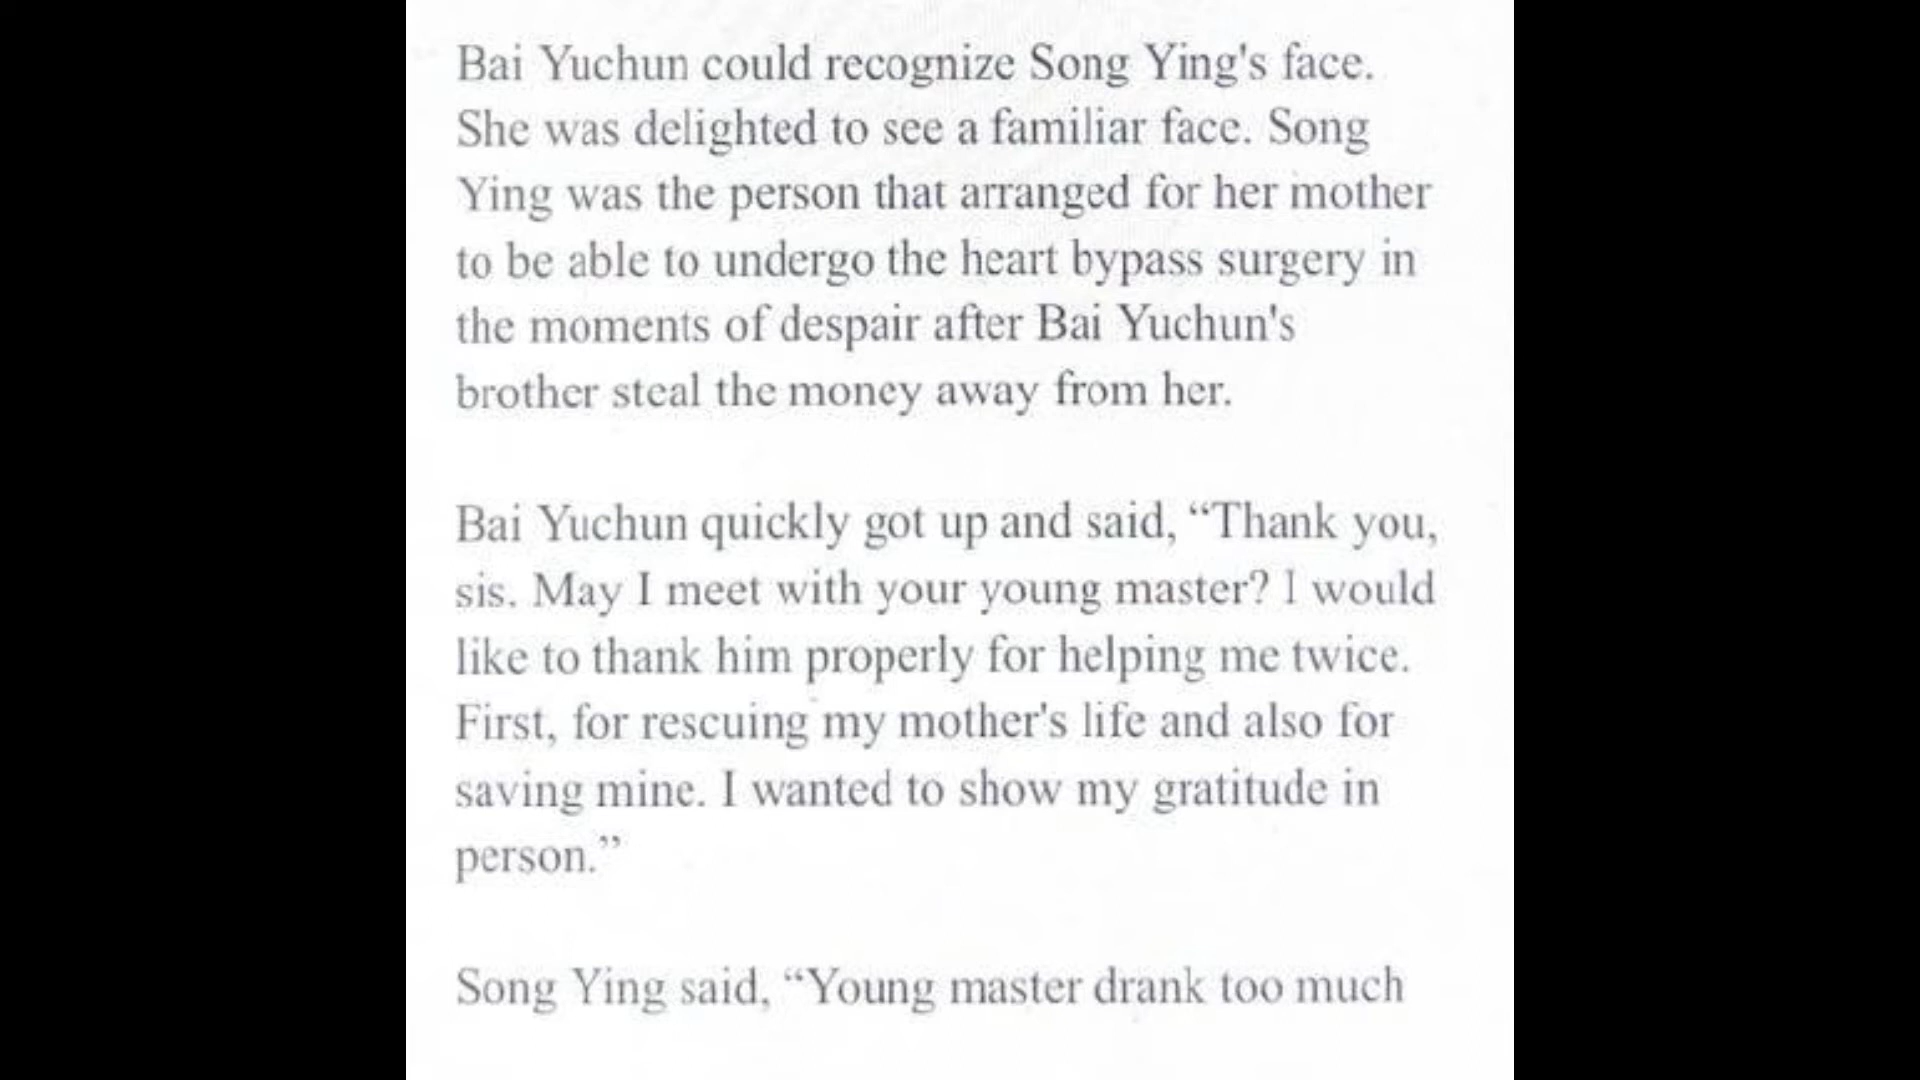 Bai Yuchun could recognize Song Ying's face.
She was delighted to see a familiar face. Song
Ying was the person that arranged for her mother
to be able to undergo the heart bypass surgery in
the moments of despair after Bai Yuchun's
brother steal the money away from her.
Bai Yuchun quickly got up and said, “Thank you,
sis. May I meet with your young master? I would
like to thank him properly for helping me twice.
First, for rescuing my mother's life and also for
saving mine. I wanted to show my gratitude in
person.”
Song Ying said, “Young master drank too much